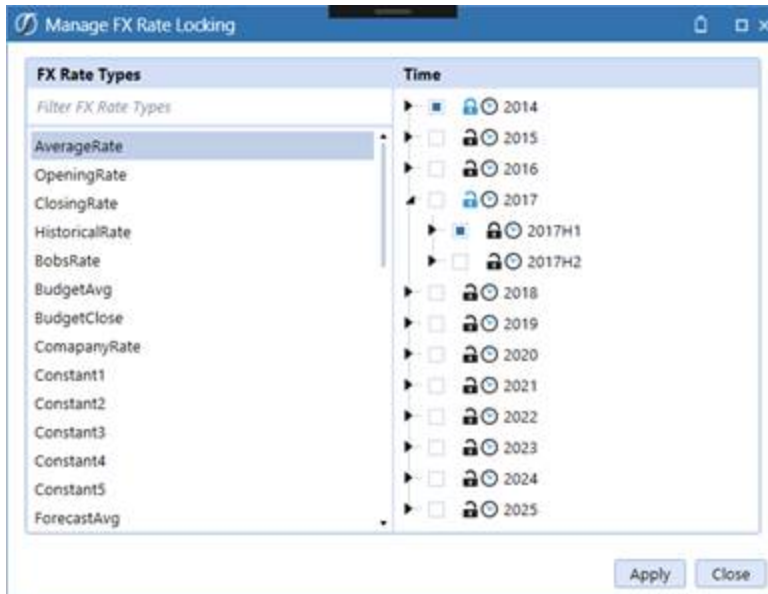 Manage FX Rate Locking
FX Rate Types
Filter FX Rate Types
AverageRate
OpeningRate
ClosingRate
HistoricalRate
BobsRate
BudgetAvg
BudgetClose
ComapanyRate
Constant1
Constant2
Constant3
Constant4
Constant5
ForecastAvg
Time
2014
2015
2016
2017
2017H1
2017H2
2018
2019
2020
2021
2022
2023
2024
2025
Apply
Close